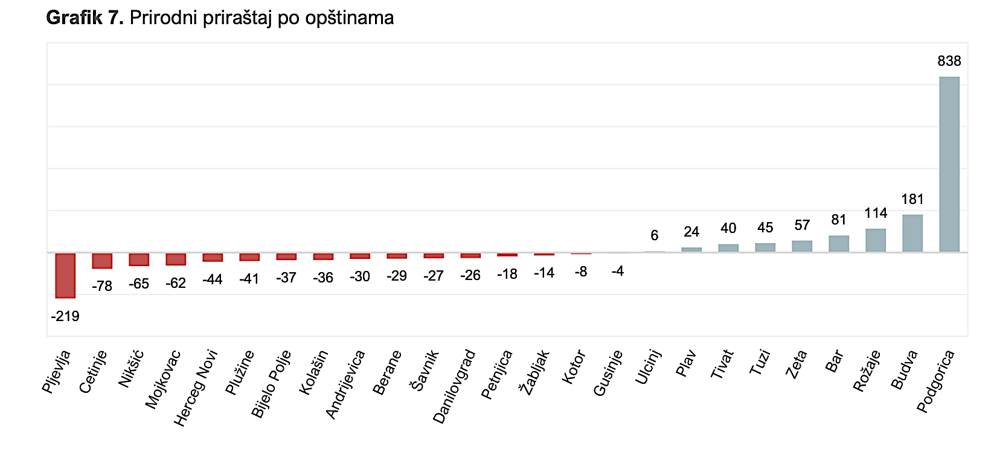 Grafik 7. Prirodni priraštaj po opštinama
838
181
114
81
57
45
40
24
6
-4
-8
-14
-18
-26
-27
-29
-30
-36
-37
-41
-44
-62
-65
-78
-219
Pljevlja
Cetinje
Nikšić
Mojkovac
Herceg Novi
Plužine
Bijelo Polje
Kolašin
Andrijevica
Berane
Šavnik
Danilovgrad
Petnjica
Žabljak
Kotor
Gusinje
Ulcinj
Plav
Tivat
Tuzi
Zeta
Bar
Rožaje
Budva
Podgorica